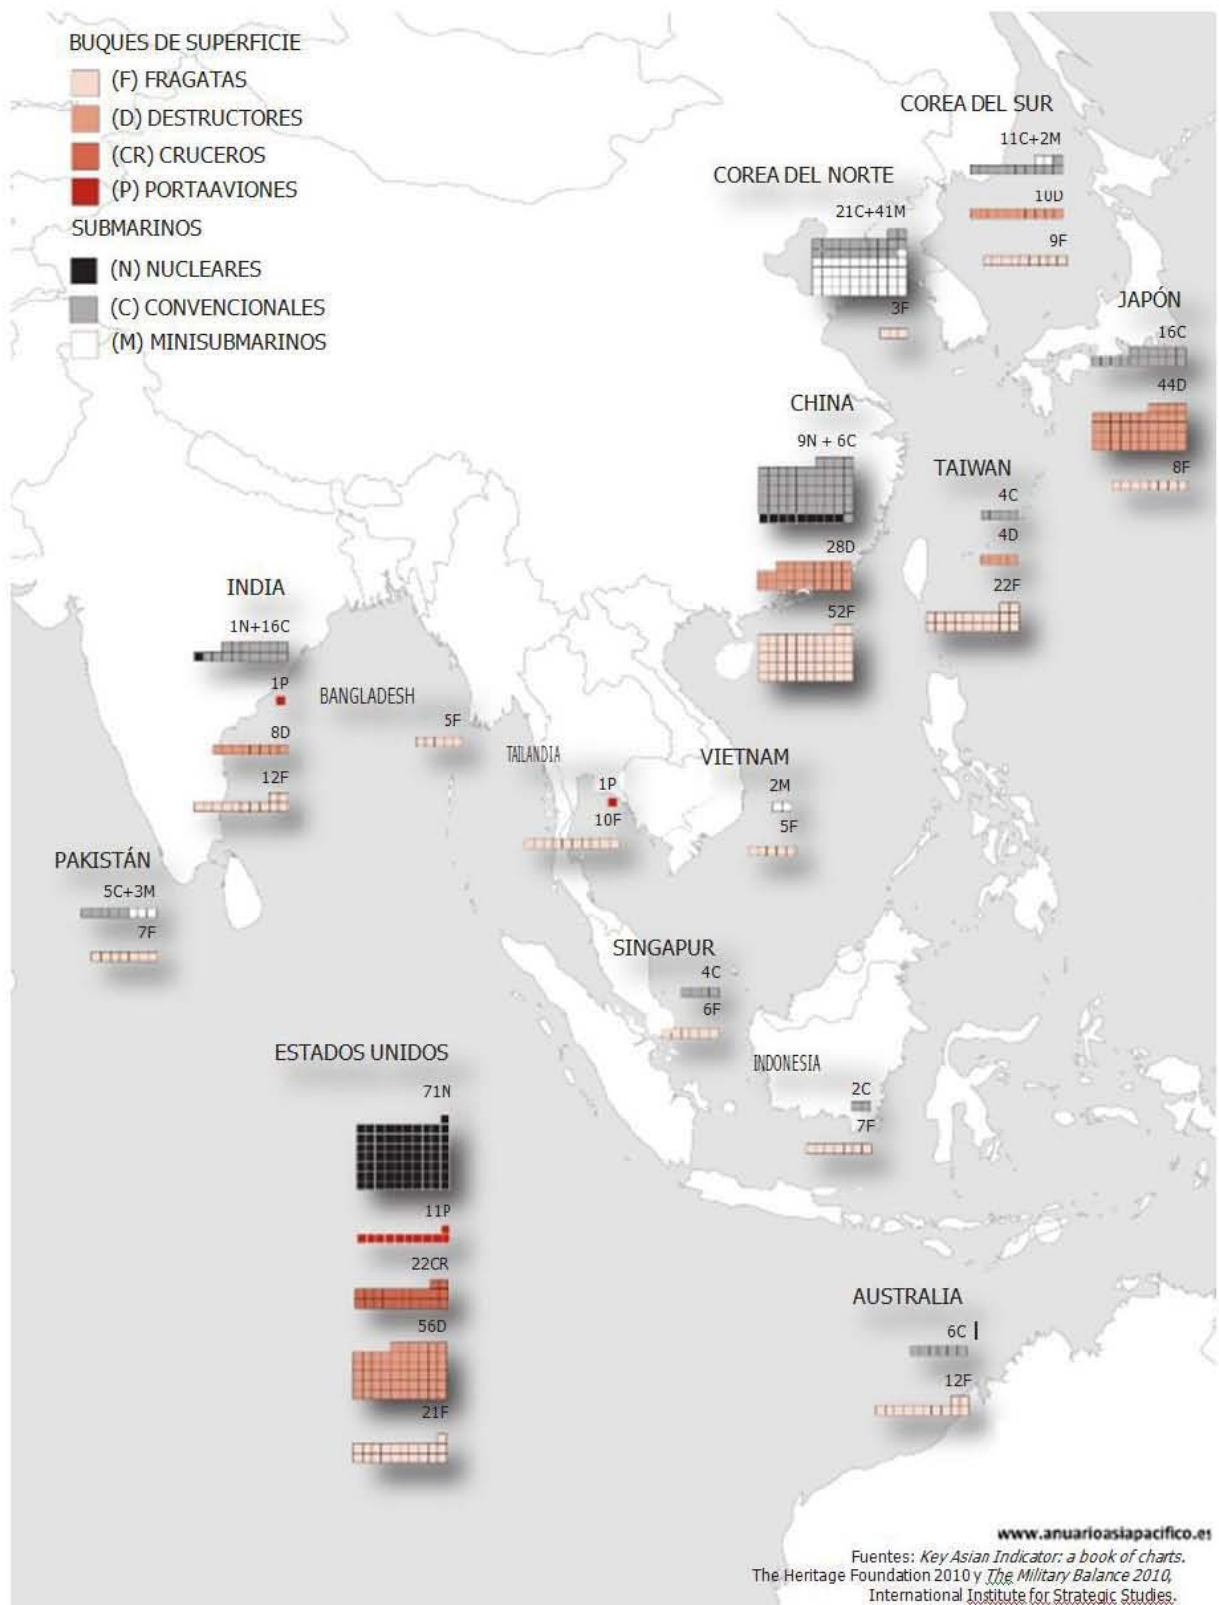 BUQUES DE SUPERFICIE
(F) FRAGATAS
(D) DESTRUCTORES
(CR) CRUCEROS
(P) PORTAAVIONES
SUBMARINOS
(N) NUCLEARES
(C) CONVENCIONALES
(M) MINISUBMARINOS
COREA DEL SUR
11C+2M
10D
9F
COREA DEL NORTE
21C+41M
3F
JAPÓN
16C
44D
8F
CHINA
9N + 6C
28D
52F
TAIWAN
4C
4D
22F
INDIA
1N+16C
1P
8D
12F
BANGLADESH
5F
TAILANDIA
1P
10F
VIETNAM
2M
5F
PAKISTÁN
5C+3M
7F
SINGAPUR
4C
6F
INDONESIA
2C
7F
ESTADOS UNIDOS
71N
11P
22CR
56D
21F
AUSTRALIA
6C
12F
www.anuarioasiapacifico.es
Fuentes: Key Asian Indicator: a book of charts.
The Heritage Foundation 2010 y The Military Balance 2010,
International Institute for Strategic Studies.